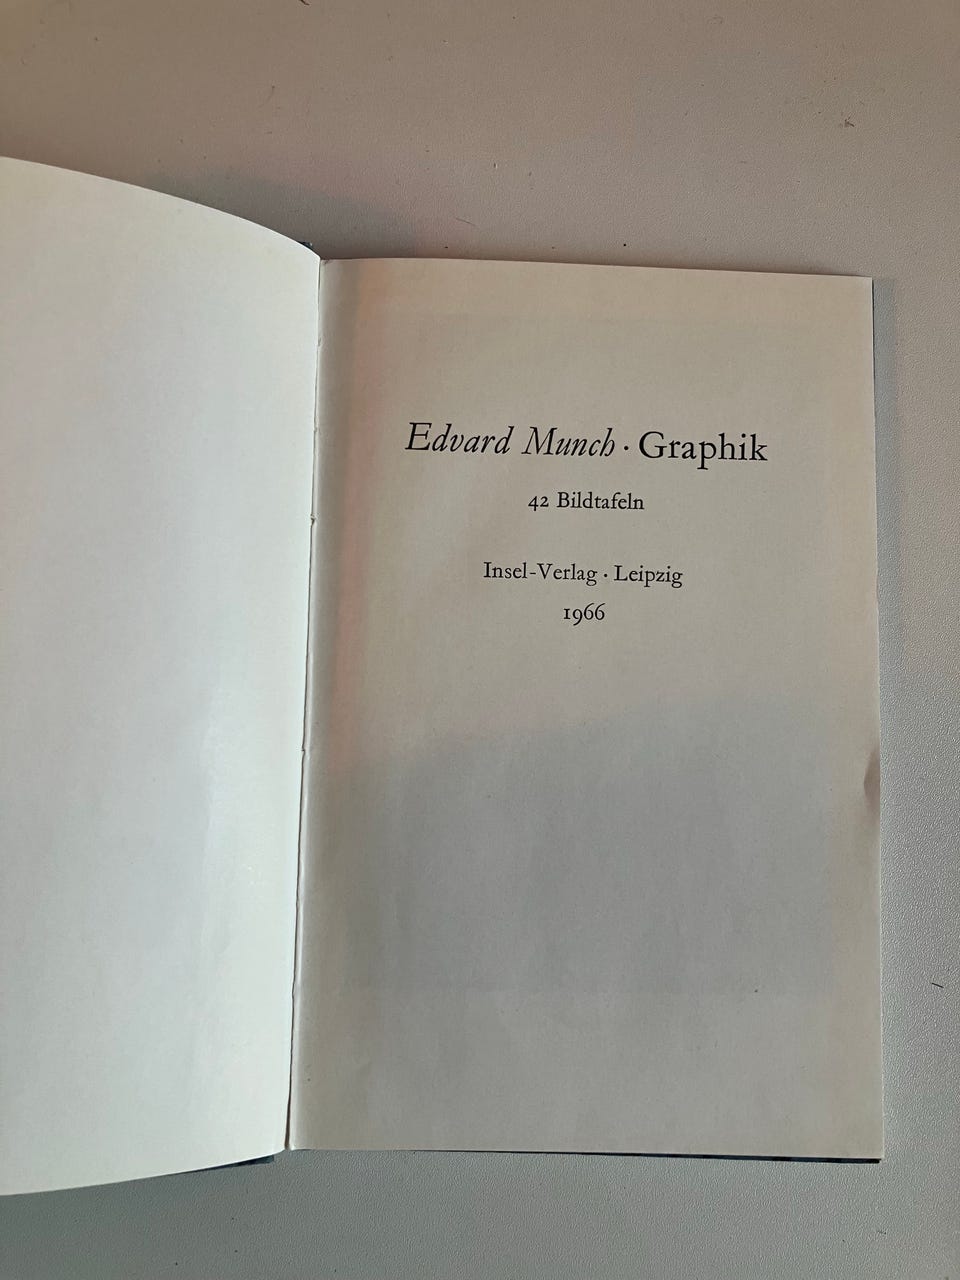 Edvard Munch · Graphik
42 Bildtafeln
Insel-Verlag · Leipzig
1966